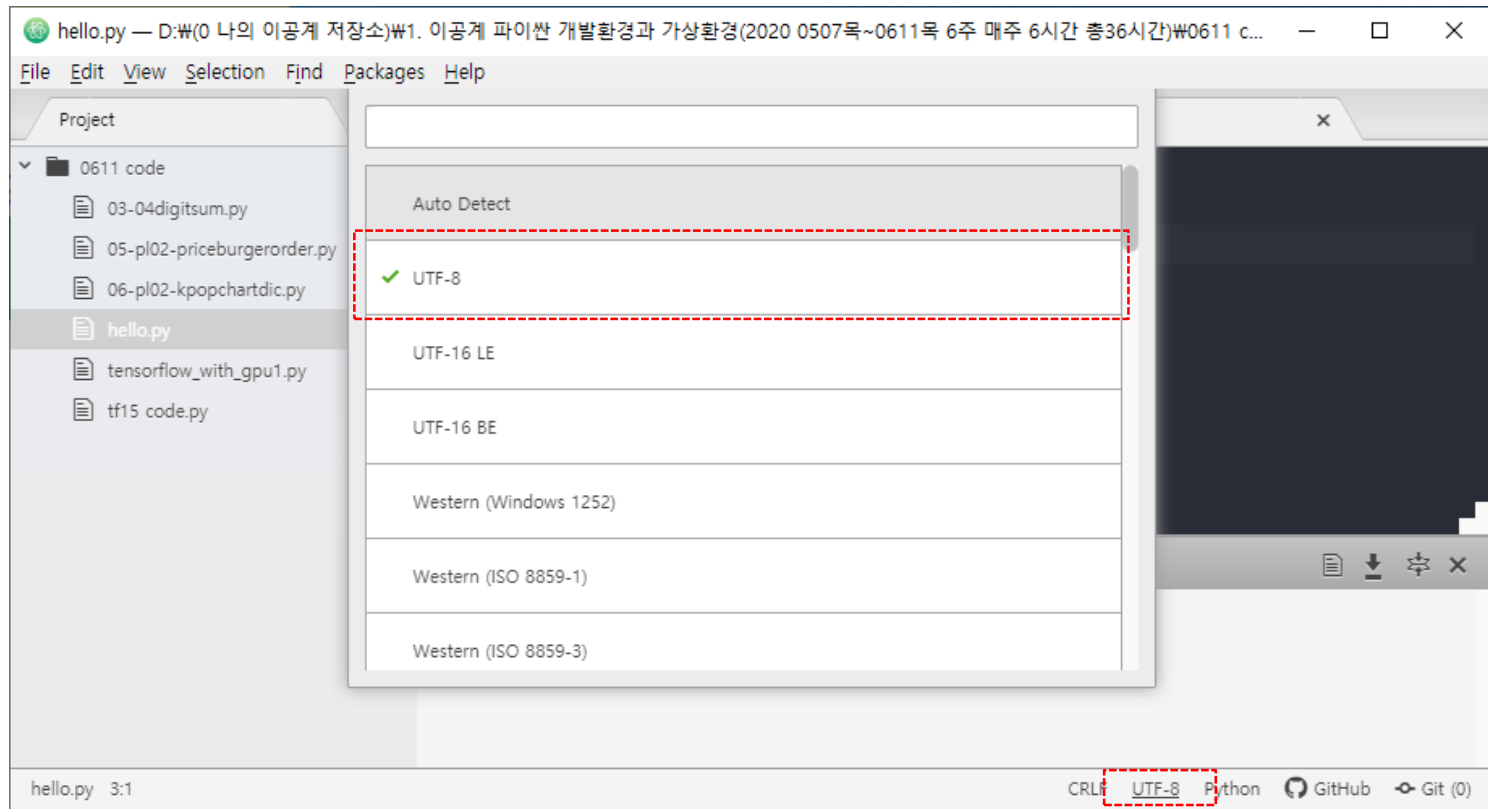 hello.py — D:₩(0 나의 이공계 저장소)₩1. 이공계 파이싼 개발환경과 가상환경(2020 0507목~0611목 6주 매주 6시간 총36시간)₩0611 c...
File Edit View Selection Find Packages Help
Project
0611 code
03-04digitsum.py
05-pl02-priceburgerorder.py
06-pl02-kpopchartdic.py
hello.py
tensorflow_with_gpu1.py
tf15 code.py
Auto Detect
UTF-8
UTF-16 LE
UTF-16 BE
Western (Windows 1252)
Western (ISO 8859-1)
Western (ISO 8859-3)
hello.py 3:1 CRLF UTF-8 Python GitHub Git (0)